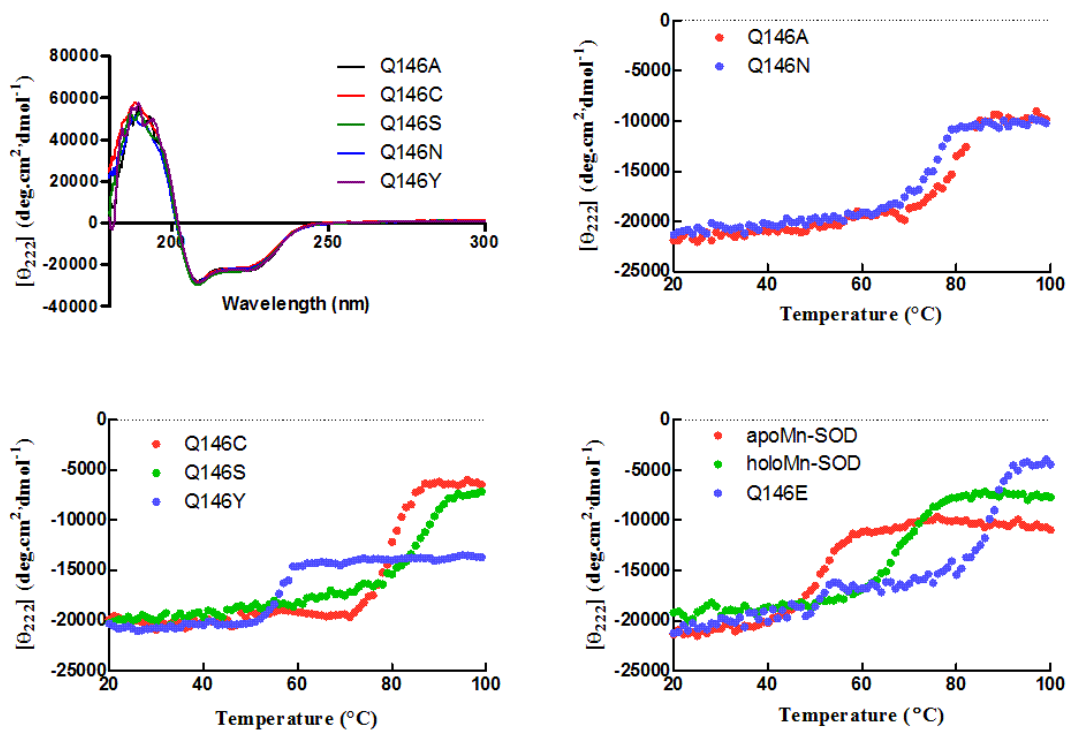 [θ222] (deg.cm²,dmol⁻¹)
80000
60000
40000
20000
0
-20000
-40000
200
250
300
Wavelength (nm)
Q146A
Q146C
Q146S
Q146N
Q146Y
[θ222] (deg.cm²,dmol⁻¹)
0
-5000
-10000
-15000
-20000
-25000
20
40
60
80
100
Temperature (°C)
Q146A
Q146N
[θ222] (deg.cm²,dmol⁻¹)
0
-5000
-10000
-15000
-20000
-25000
20
40
60
80
100
Temperature (°C)
Q146C
Q146S
Q146Y
[θ222] (deg.cm²,dmol⁻¹)
0
-5000
-10000
-15000
-20000
-25000
20
40
60
80
100
Temperature (°C)
apoMn-SOD
holoMn-SOD
Q146E